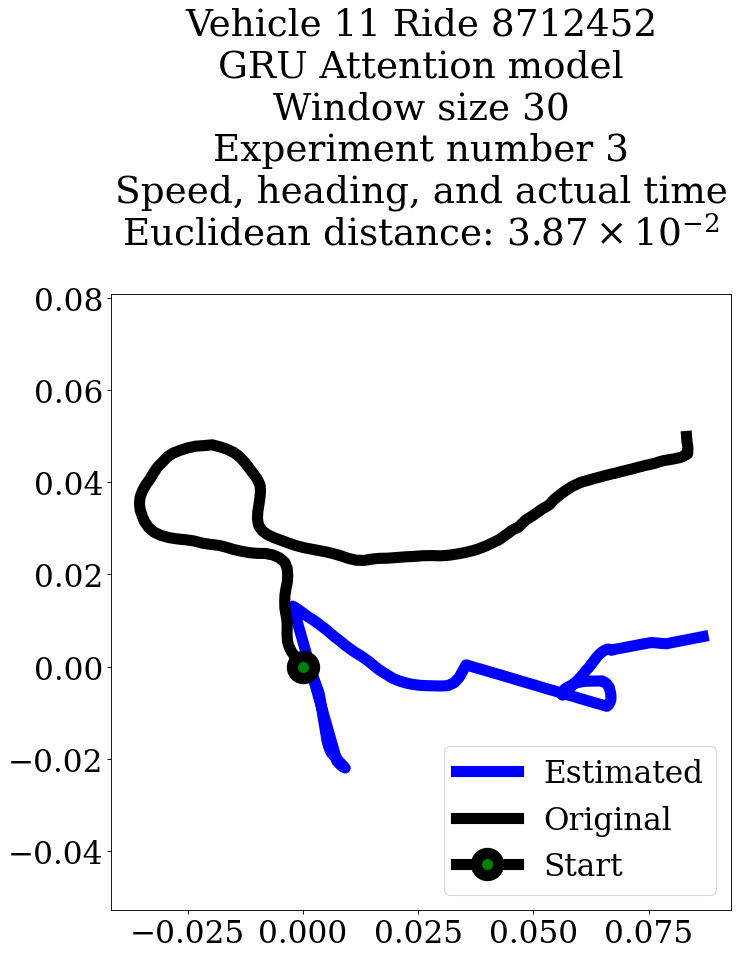 Vehicle 11 Ride 8712452
GRU Attention model
Window size 30
Experiment number 3
Speed, heading, and actual time
Euclidean distance: 3.87 × 10⁻²
0.08
0.06
0.04
0.02
0.00
−0.02
−0.04
Estimated
Original
Start
−0.025 0.000 0.025 0.050 0.075